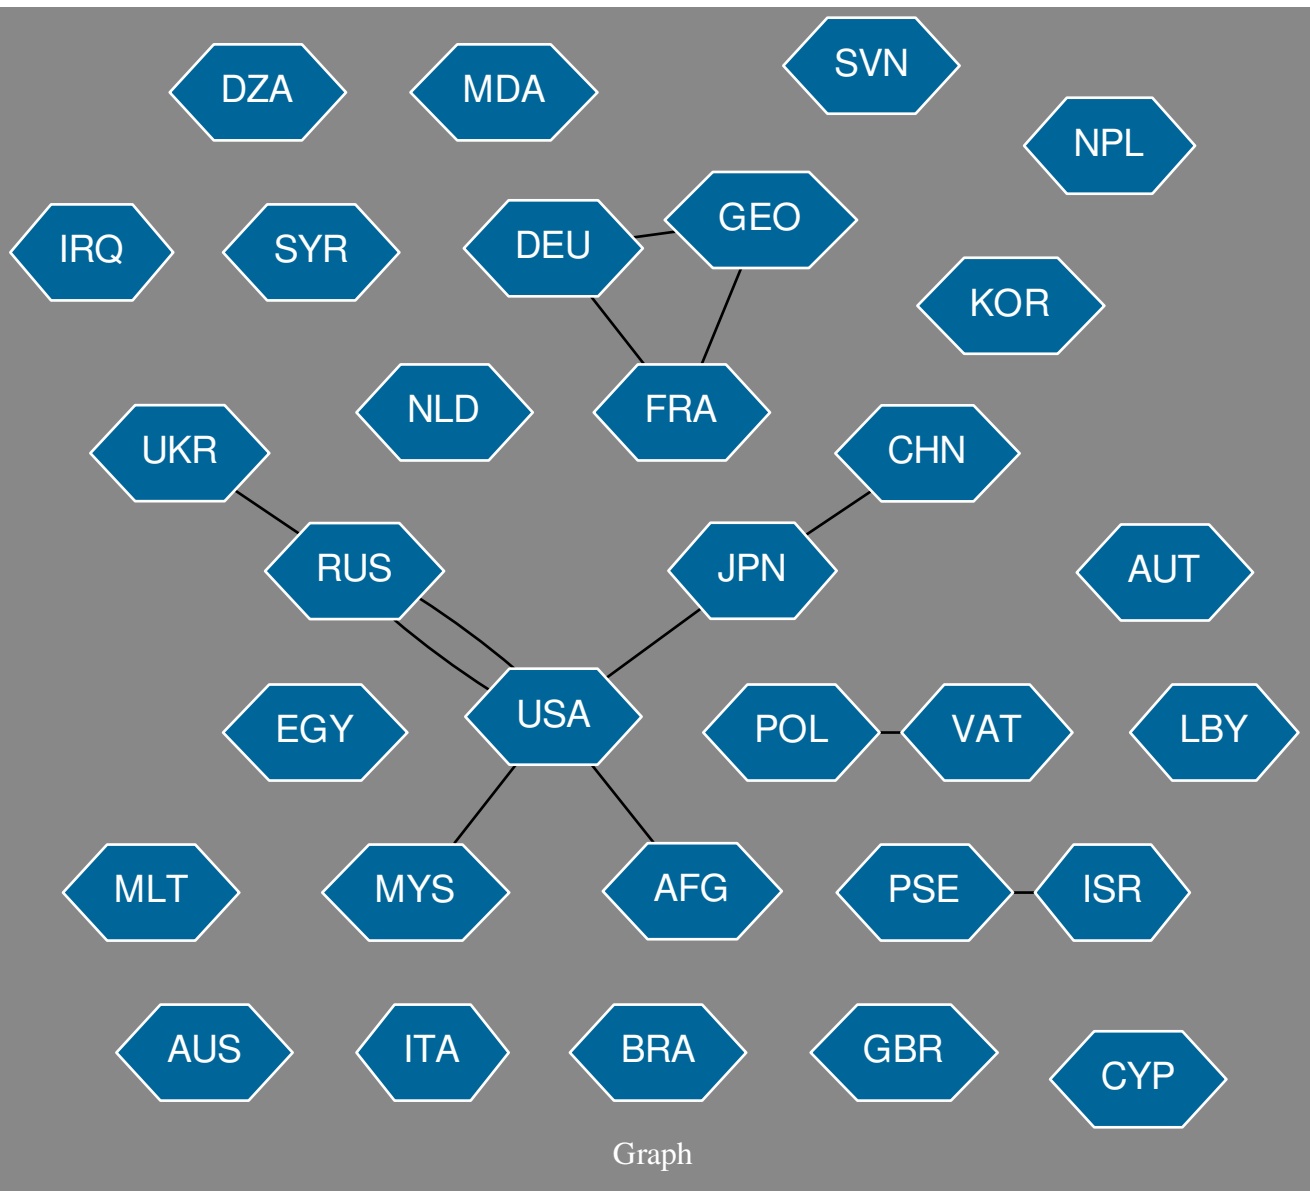 SVN
DZA
MDA
NPL
GEO
DEU
IRQ
SYR
KOR
NLD
FRA
UKR
CHN
RUS
JPN
AUT
USA
EGY
POL
VAT
LBY
MLT
MYS
AFG
PSE
ISR
AUS
ITA
BRA
GBR
CYP
Graph